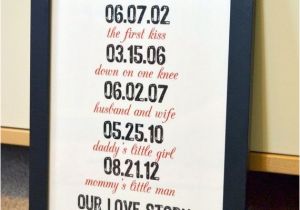 06.07.02
the first kiss
03.15.06
down on one knee
06.02.07
husband and wife
05.25.10
daddy's little girl
08.21.12
mommy's little man
OUR LOVE STORY